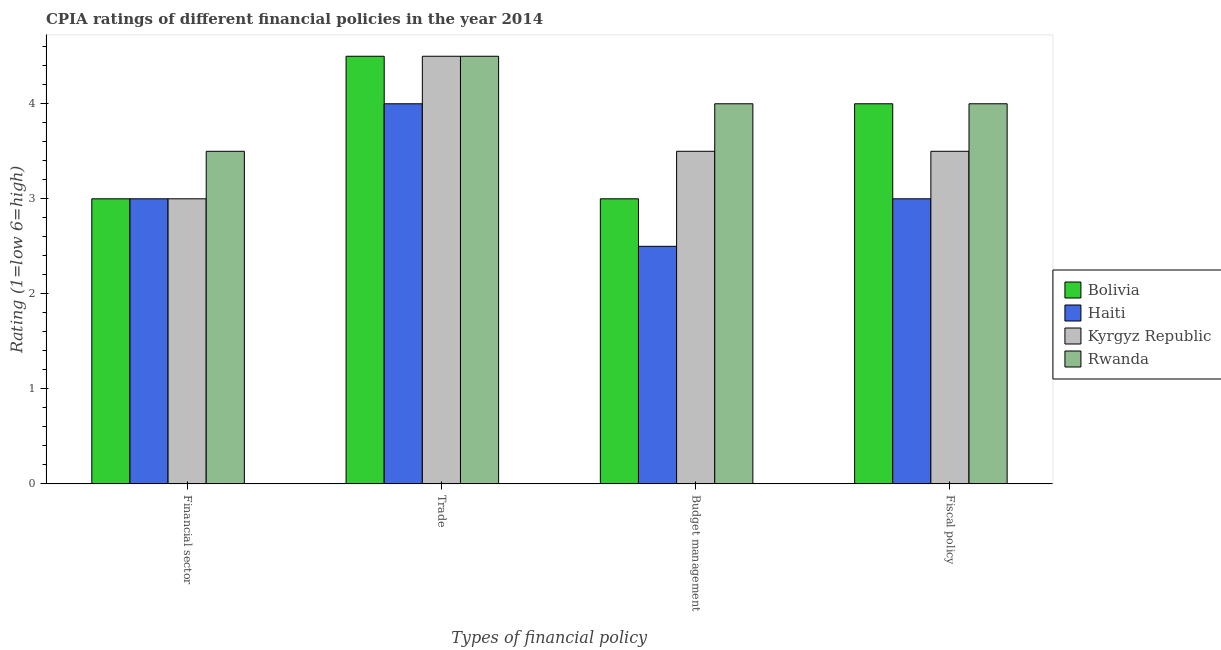 CPIA ratings of different financial policies in the year 2014
Rating (1=low 6=high)
4
3
2
1
0
Financial sector
Trade
Budget management
Fiscal policy
Types of financial policy
Bolivia
Haiti
Kyrgyz Republic
Rwanda